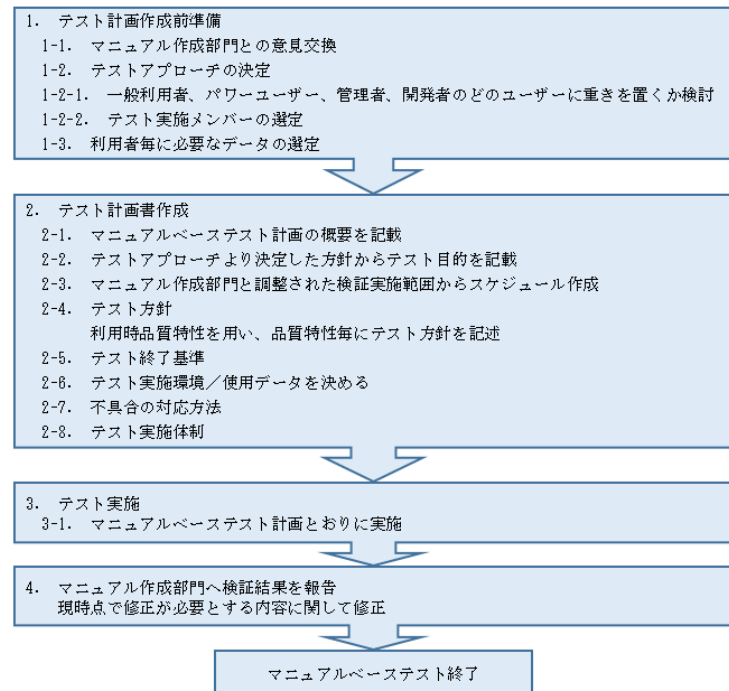 1. テスト計画作成前準備
1-1. マニュアル作成部門との意見交換
1-2. テストアプローチの決定
1-2-1. 一般利用者、パワーユーザー、管理者、開発者のどのユーザーに重きを置くか検討
1-2-2. テスト実施メンバーの選定
1-3. 利用者毎に必要なデータの選定
2. テスト計画書作成
2-1. マニュアルベーステスト計画の概要を記載
2-2. テストアプローチより決定した方針からテスト目的を記載
2-3. マニュアル作成部門と調整された検証実施範囲からスケジュール作成
2-4. テスト方針
利用時品質特性を用い、品質特性毎にテスト方針を記述
2-5. テスト終了基準
2-6. テスト実施環境／使用データを決める
2-7. 不具合の対応方法
2-8. テスト実施体制
3. テスト実施
3-1. マニュアルベーステスト計画とおりに実施
4. マニュアル作成部門へ検証結果を報告
現時点で修正が必要とする内容に関して修正
マニュアルベーステスト終了